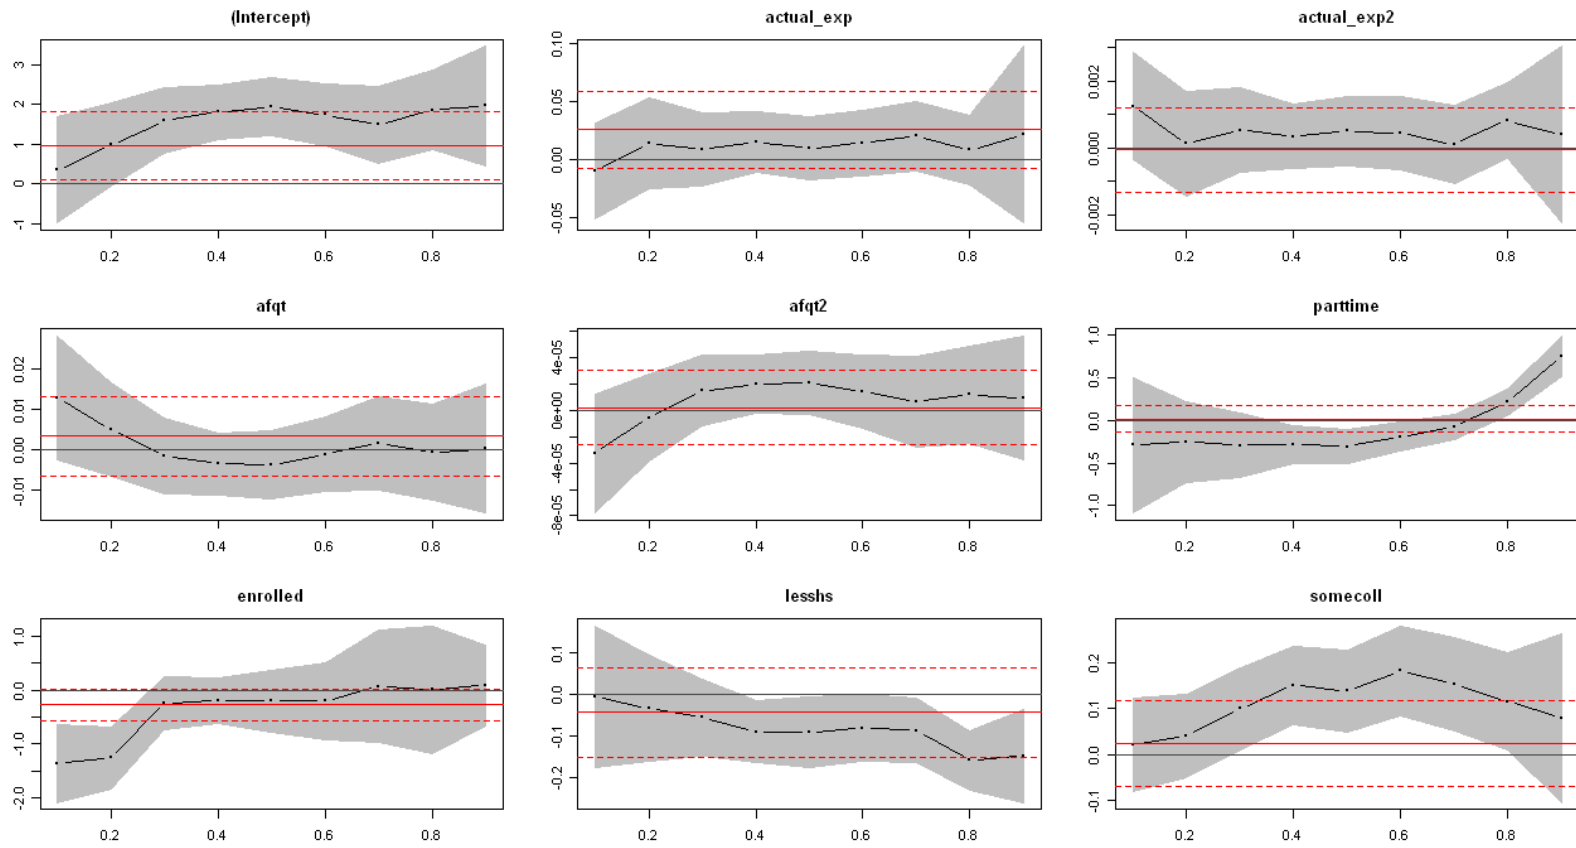 (Intercept)
3
2
1
0
-1
0.2 0.4 0.6 0.8
actual_exp
0.10
0.05
0.00
-0.05
0.2 0.4 0.6 0.8
actual_exp2
0.002
0.000
-0.002
0.2 0.4 0.6 0.8
afqt
0.02
0.01
0.00
-0.01
0.2 0.4 0.6 0.8
afqt2
4e-05
0e+00
-4e-05
-8e-05
0.2 0.4 0.6 0.8
parttime
1.0
0.5
0.0
-0.5
-1.0
0.2 0.4 0.6 0.8
enrolled
1.0
0.0
-1.0
-2.0
0.2 0.4 0.6 0.8
lesshs
0.1
0.0
-0.1
-0.2
0.2 0.4 0.6 0.8
somecoll
0.2
0.1
0.0
-0.1
0.2 0.4 0.6 0.8